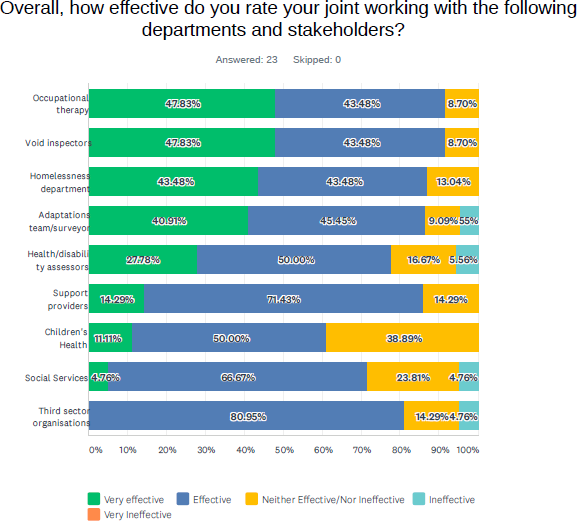 Overall, how effective do you rate your joint working with the following
departments and stakeholders?
Answered: 23 Skipped: 0
Occupational
therapy
47.83% 43.48% 8.70%
Void inspectors
47.83% 43.48% 8.70%
Homelessness
department
43.48% 43.48% 13.04%
Adaptations
team/surveyor
40.91% 45.45% 9.09% 55%
Health/disabili
ty assessors
27.78% 50.00% 16.67% 5.56%
Support
providers
14.29% 71.43% 14.29%
Children's
Health
11.11% 50.00% 38.89%
Social Services
4.76% 66.67% 23.81% 4.76%
Third sector
organisations
80.95% 14.29% 4.76%
0% 10% 20% 30% 40% 50% 60% 70% 80% 90% 100%
Very effective Effective Neither Effective/Nor Ineffective Ineffective
Very Ineffective